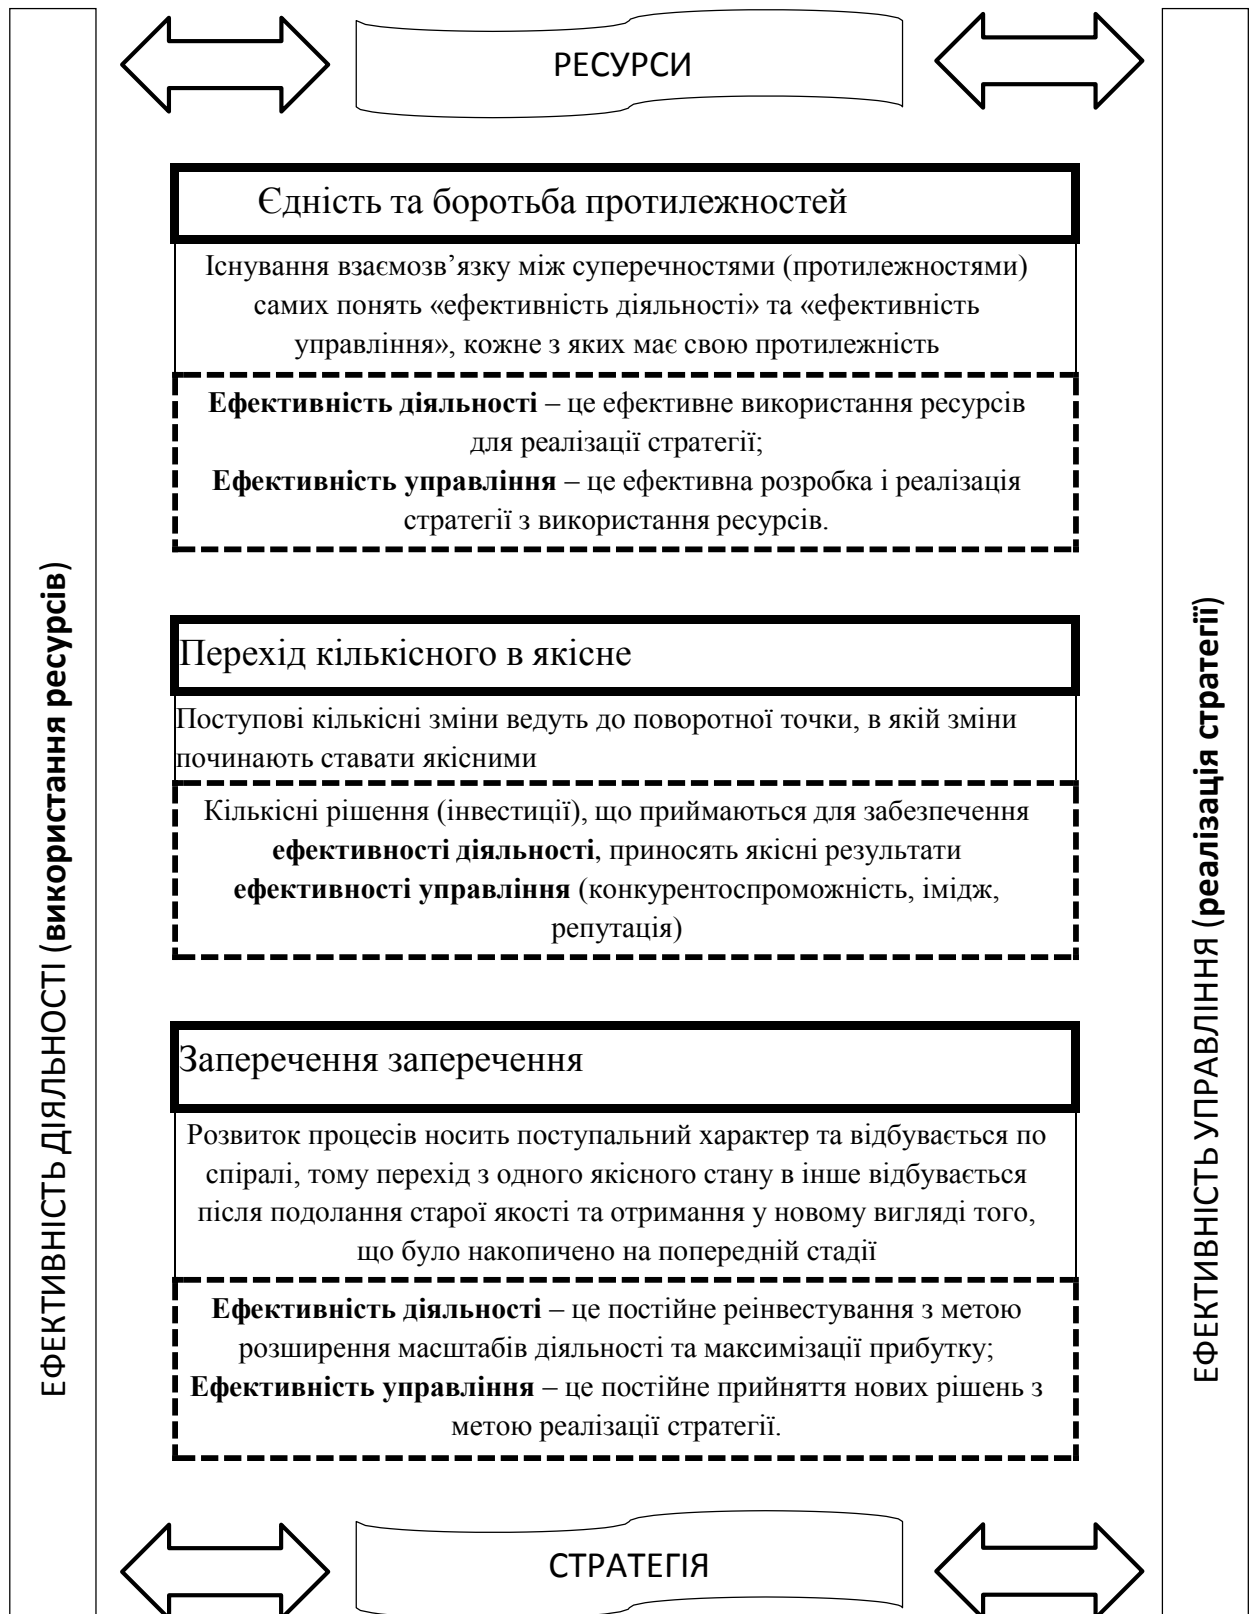 РЕСУРСИ
Єдність та боротьба протилежностей
Існування взаємозв’язку між суперечностями (протилежностями)
самих понять «ефективність діяльності» та «ефективність
управління», кожне з яких має свою протилежність
Ефективність діяльності – це ефективне використання ресурсів
для реалізації стратегії;
Ефективність управління – це ефективна розробка і реалізація
стратегії з використання ресурсів.
Перехід кількісного в якісне
Поступові кількісні зміни ведуть до поворотної точки, в якій зміни
починають ставати якісними
Кількісні рішення (інвестиції), що приймаються для забезпечення
ефективності діяльності, приносять якісні результати
ефективності управління (конкурентоспроможність, імідж,
репутація)
Заперечення заперечення
Розвиток процесів носить поступальний характер та відбувається по
спіралі, тому перехід з одного якісного стану в інше відбувається
після подолання старої якості та отримання у новому вигляді того,
що було накопичено на попередній стадії
Ефективність діяльності – це постійне реінвестування з метою
розширення масштабів діяльності та максимізації прибутку;
Ефективність управління – це постійне прийняття нових рішень з
метою реалізації стратегії.
СТРАТЕГІЯ
ЕФЕКТИВНІСТЬ ДІЯЛЬНОСТІ (використання ресурсів)
ЕФЕКТИВНІСТЬ УПРАВЛІННЯ (реалізація стратегії)